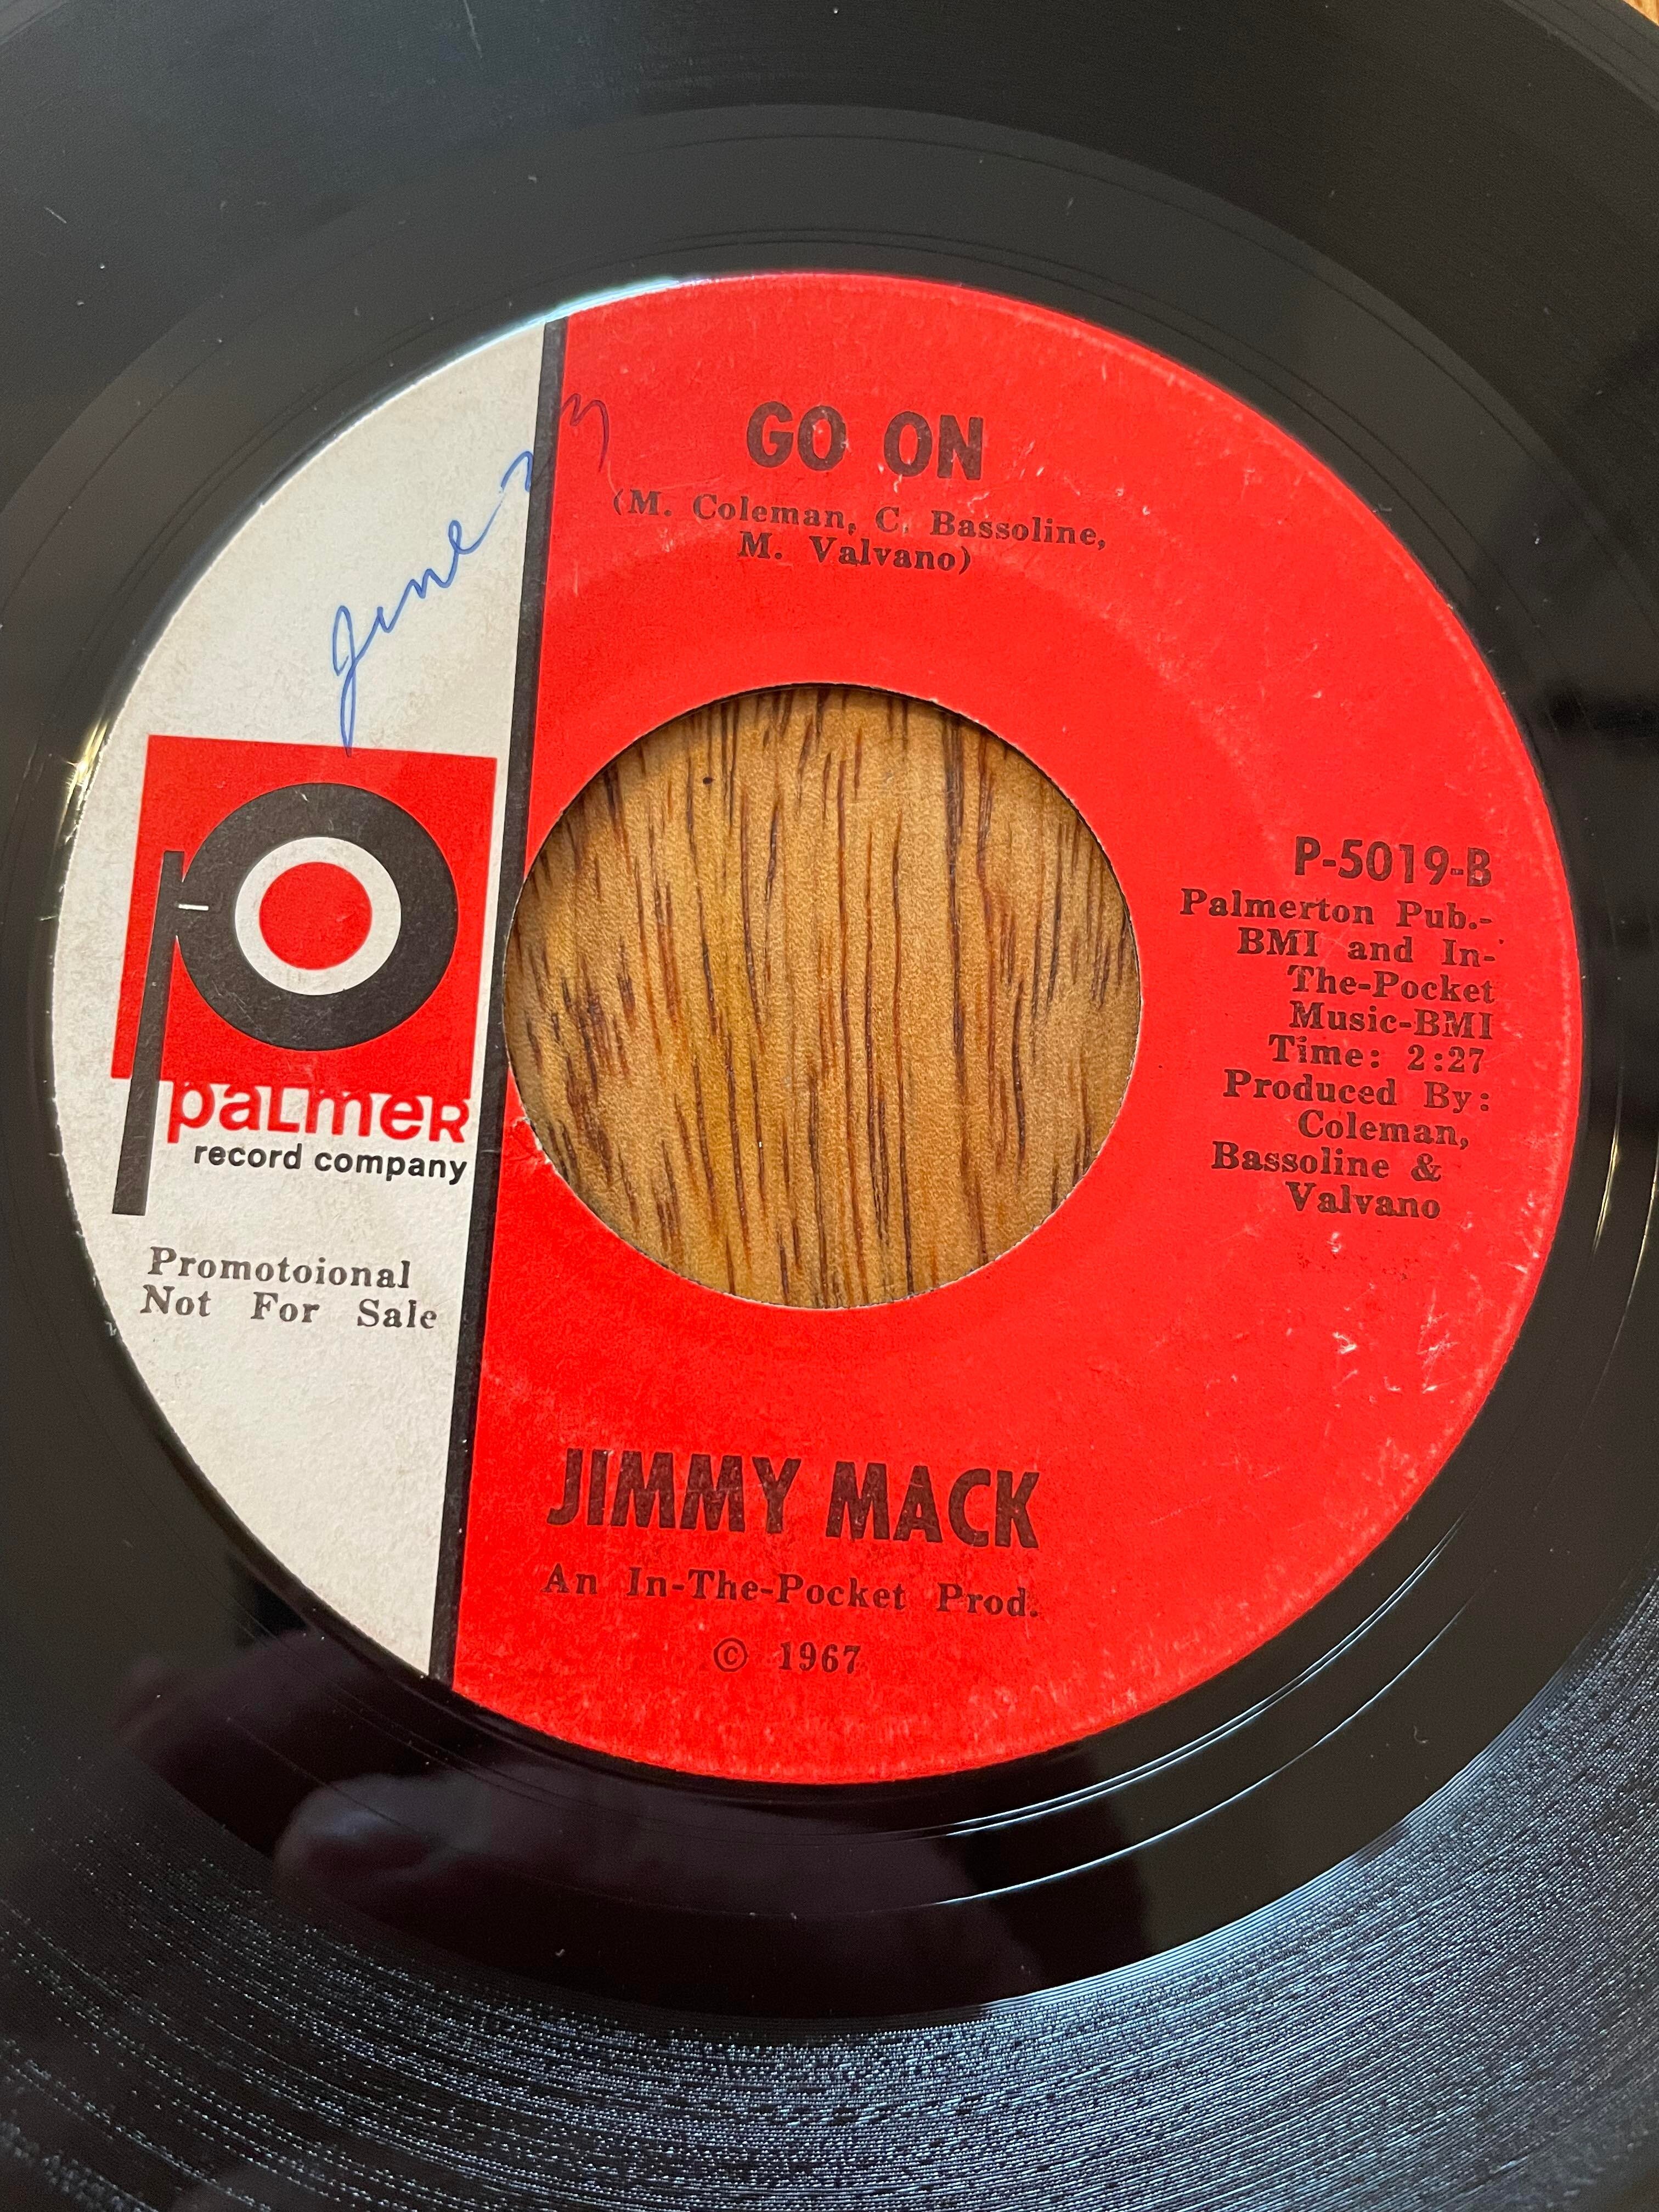 GO ON
(M. Coleman, C. Bassoline,
M. Valvano)
palmer
record company
Promotoional
Not For Sale
P-5019-B
Palmerton Pub.-
BMI and In-
The-Pocket
Music-BMI
Time: 2:27
Produced By:
Coleman,
Bassoline &
Valvano
JIMMY MACK
An In-The-Pocket Prod.
© 1967